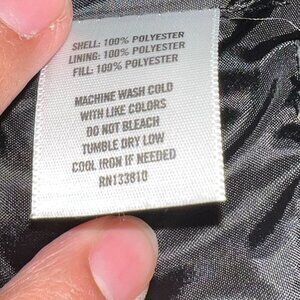 SHELL: 100% POLYESTER
LINING: 100% POLYESTER
FILL: 100% POLYESTER
MACHINE WASH COLD
WITH LIKE COLORS
DO NOT BLEACH
TUMBLE DRY LOW
COOL IRON IF NEEDED
RN133810